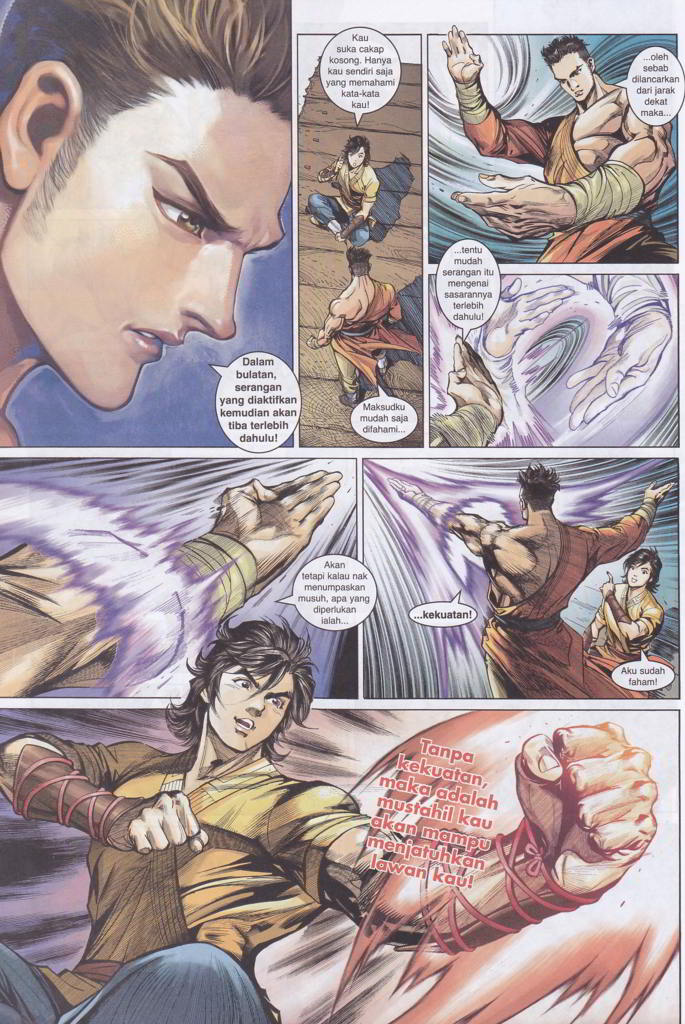 Dalam
bulatan,
serangan
yang diaktifkan
kemudian akan
tiba terlebih
dahulu!
Kau
suka cakap
kosong. Hanya
kau sendiri saja
yang memahami
kata-kata
kau!
Maksudku
mudah saja
difahami...
...oleh
sebab
dilancarkan
dari jarak
dekat
maka...
...tentu
mudah
serangan itu
mengenai
sasarannya
terlebih
dahulu!
Akan
tetapi kalau nak
menumpaskan
musuh, apa yang
diperlukan
ialah...
...kekuatan!
Aku sudah
faham!
Tanpa
kekuatan,
maka adalah
mustahil kau
akan mampu
menjatuhkan
lawan kau!